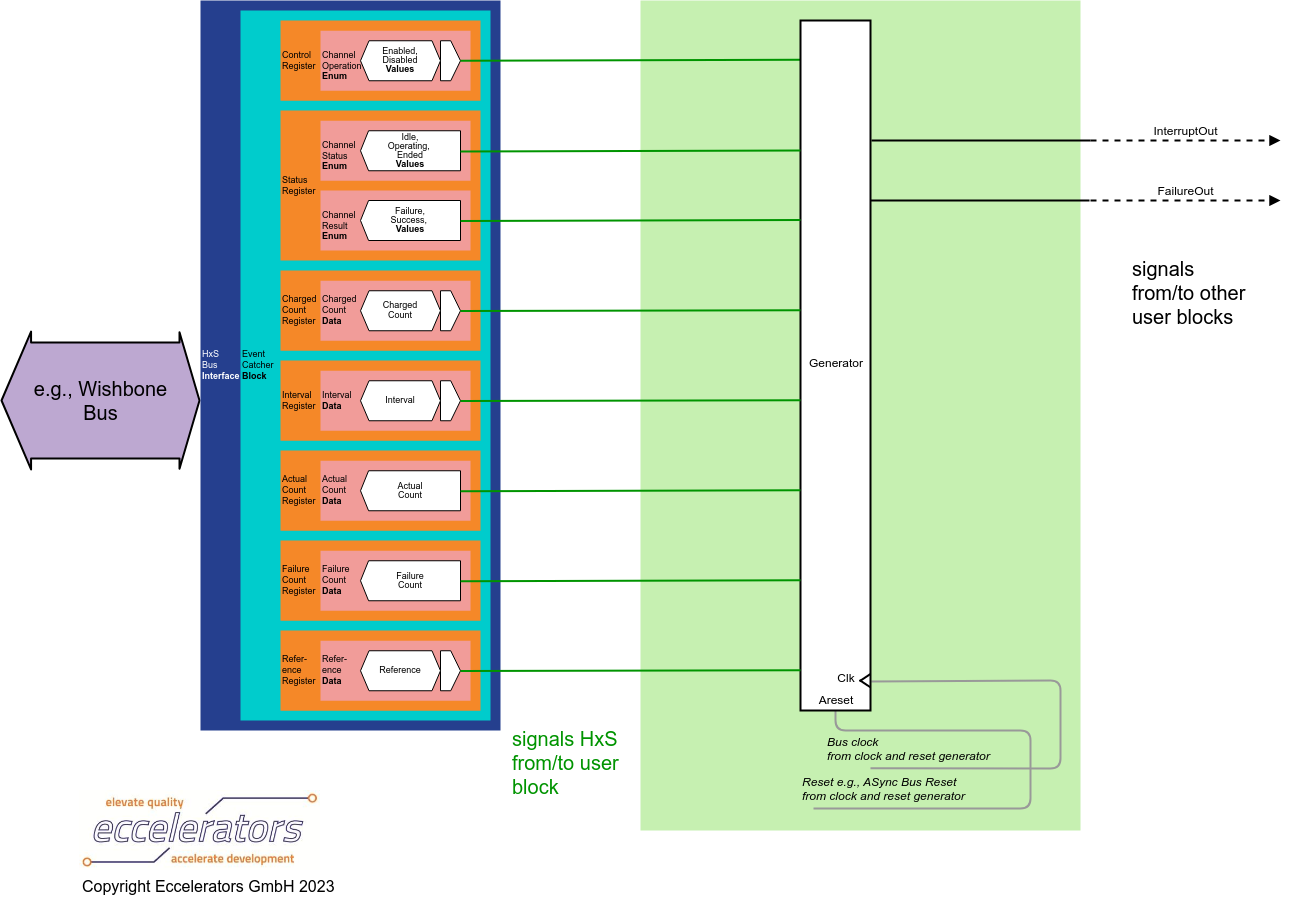 e.g., Wishbone
Bus
HxS
Bus
Interface
Event
Catcher
Block
Control
Register
Channel
Operation
Enum
Enabled,
Disabled
Values
Status
Register
Channel
Status
Enum
Idle,
Operating,
Ended
Values
Channel
Result
Enum
Failure,
Success,
Values
Charged
Count
Register
Charged
Count
Data
Charged
Count
Interval
Register
Interval
Data
Interval
Actual
Count
Register
Actual
Count
Data
Actual
Count
Failure
Count
Register
Failure
Count
Data
Failure
Count
Refer-
ence
Register
Refer-
ence
Data
Reference
signals HxS
from/to user
block
Generator
Clk
Areset
Bus clock
from clock and reset generator
Reset e.g., ASync Bus Reset
from clock and reset generator
InterruptOut
FailureOut
signals
from/to other
user blocks
elevate quality
eccelerators
accelerate development
Copyright Eccelerators GmbH 2023